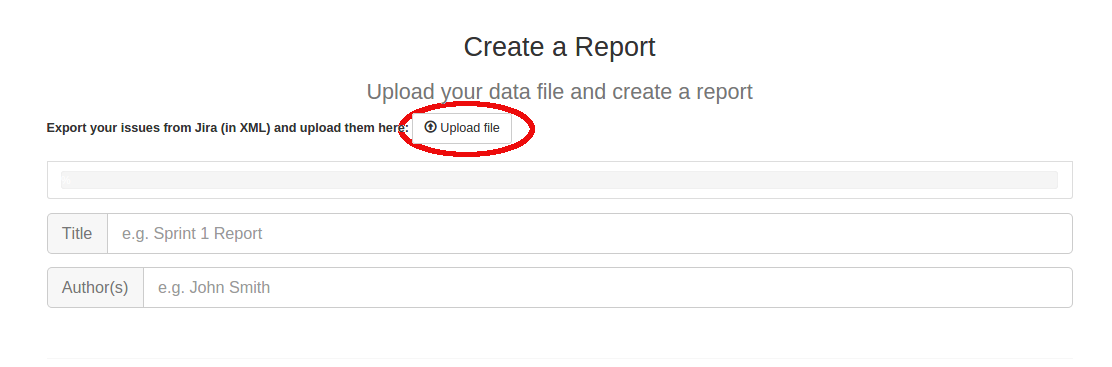 Create a Report
Upload your data file and create a report
Export your issues from Jira (in XML) and upload them here: Upload file
Title e.g. Sprint 1 Report
Author(s) e.g. John Smith